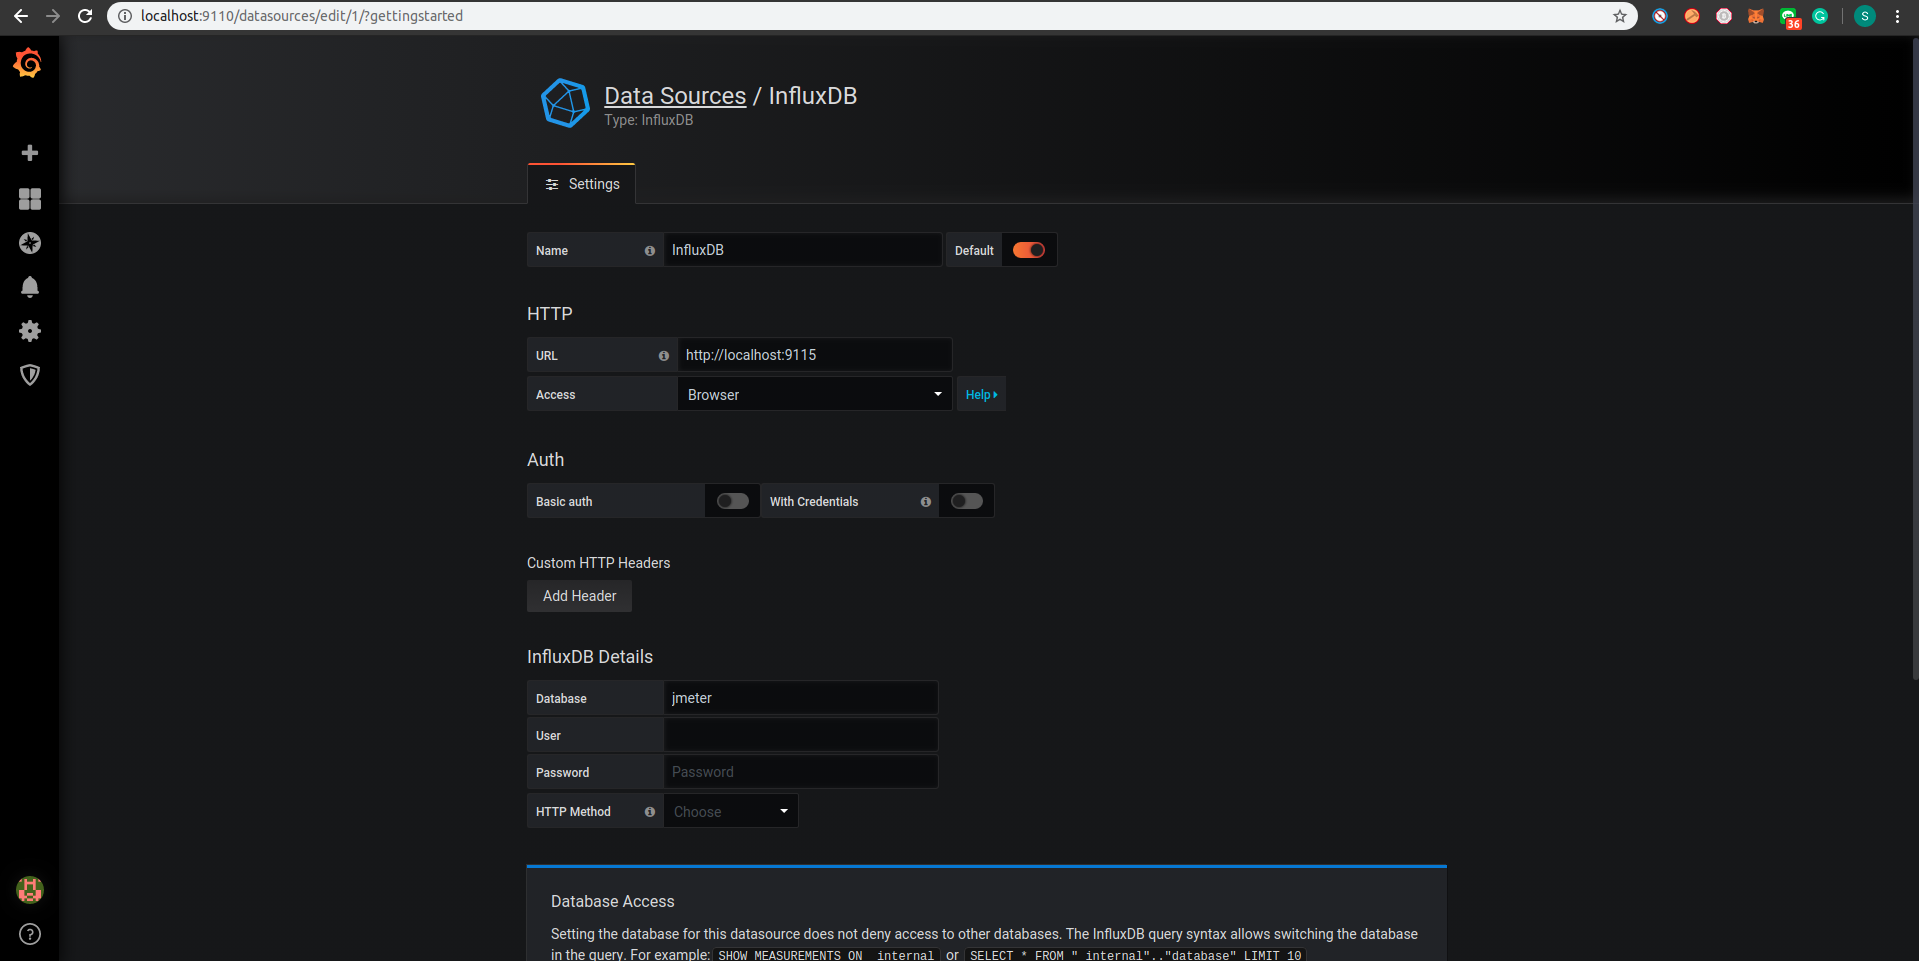 localhost:9110/datasources/edit/1/?gettingstarted
36
S
Data Sources / InfluxDB
Type: InfluxDB
Settings
Name InfluxDB Default
HTTP
URL http://localhost:9115
Access Browser Help
Auth
Basic auth With Credentials
Custom HTTP Headers
Add Header
InfluxDB Details
Database jmeter
User
Password Password
HTTP Method Choose
Database Access
Setting the database for this datasource does not deny access to other databases. The InfluxDB query syntax allows switching the database
in the query. For example: SHOW MEASUREMENTS ON _internal or SELECT * FROM "_internal".."database" LIMIT 10